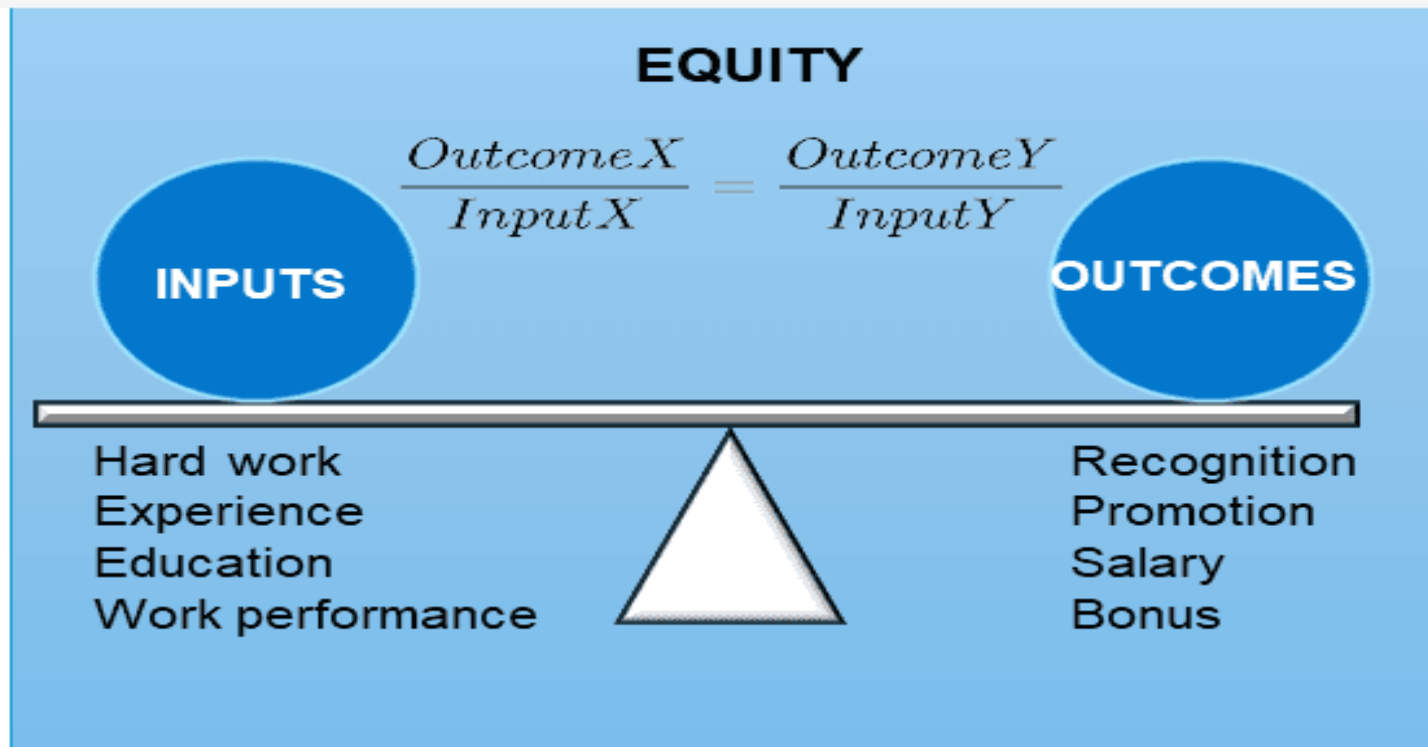 EQUITY
OutcomeX / InputX = OutcomeY / InputY
INPUTS
OUTCOMES
Hard work
Experience
Education
Work performance
Recognition
Promotion
Salary
Bonus